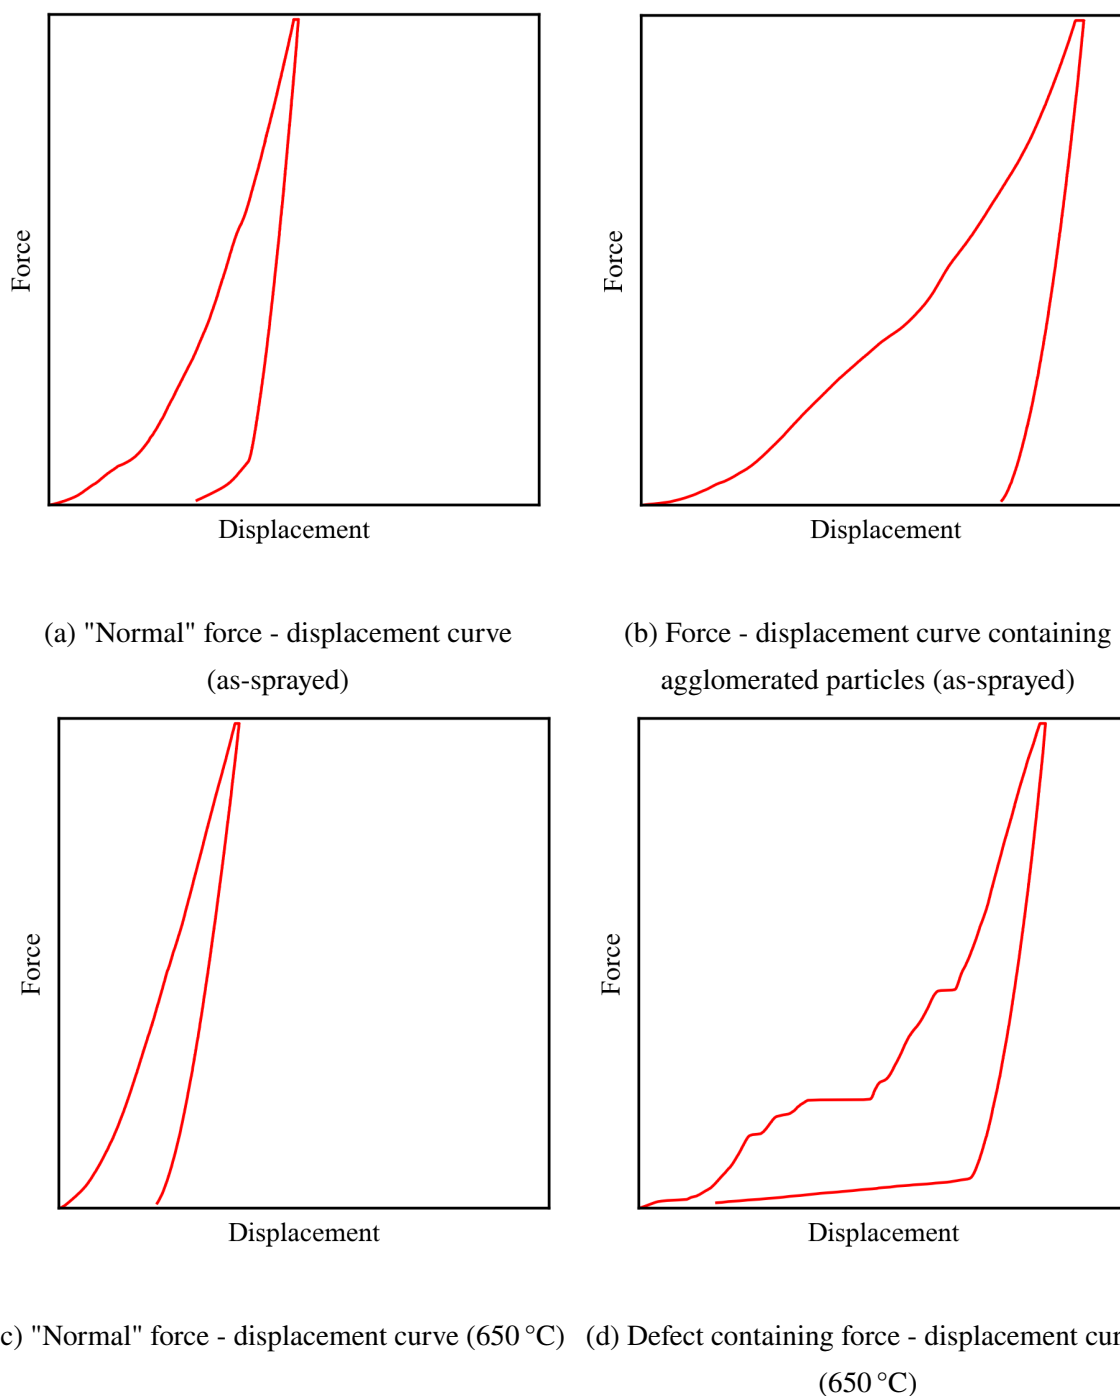 Force
Force
Displacement
Displacement
(a) "Normal" force - displacement curve
(as-sprayed)
(b) Force - displacement curve containing
agglomerated particles (as-sprayed)
Force
Force
Displacement
Displacement
c) "Normal" force - displacement curve (650 °C)
(d) Defect containing force - displacement cur
(650 °C)